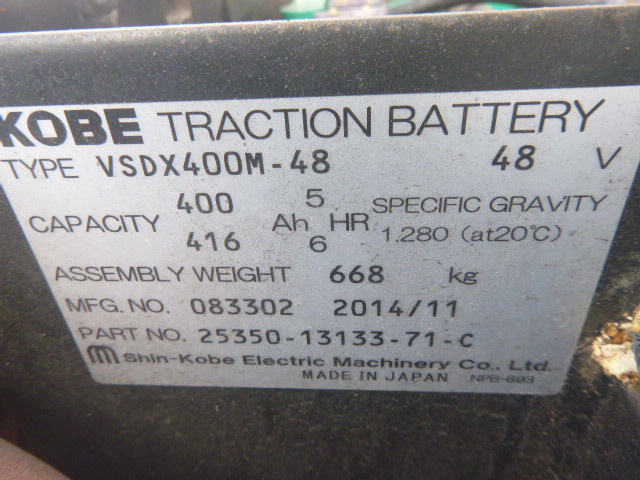 KOBE TRACTION BATTERY
TYPE VSDX400M-48 48 V
400 5
CAPACITY Ah HR SPECIFIC GRAVITY
416 6 1.280 (at20℃)
ASSEMBLY WEIGHT 668 kg
MFG. NO. 083302 2014/11
PART NO. 25350-13133-71-C
Shin-Kobe Electric Machinery Co., Ltd.
MADE IN JAPAN NPB-893